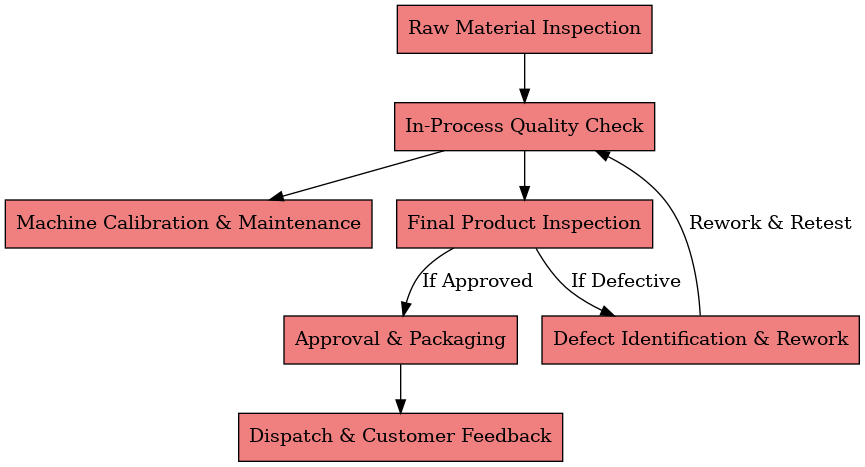 Raw Material Inspection
In-Process Quality Check
Machine Calibration & Maintenance
Final Product Inspection
Rework & Retest
If Approved
If Defective
Approval & Packaging
Defect Identification & Rework
Dispatch & Customer Feedback